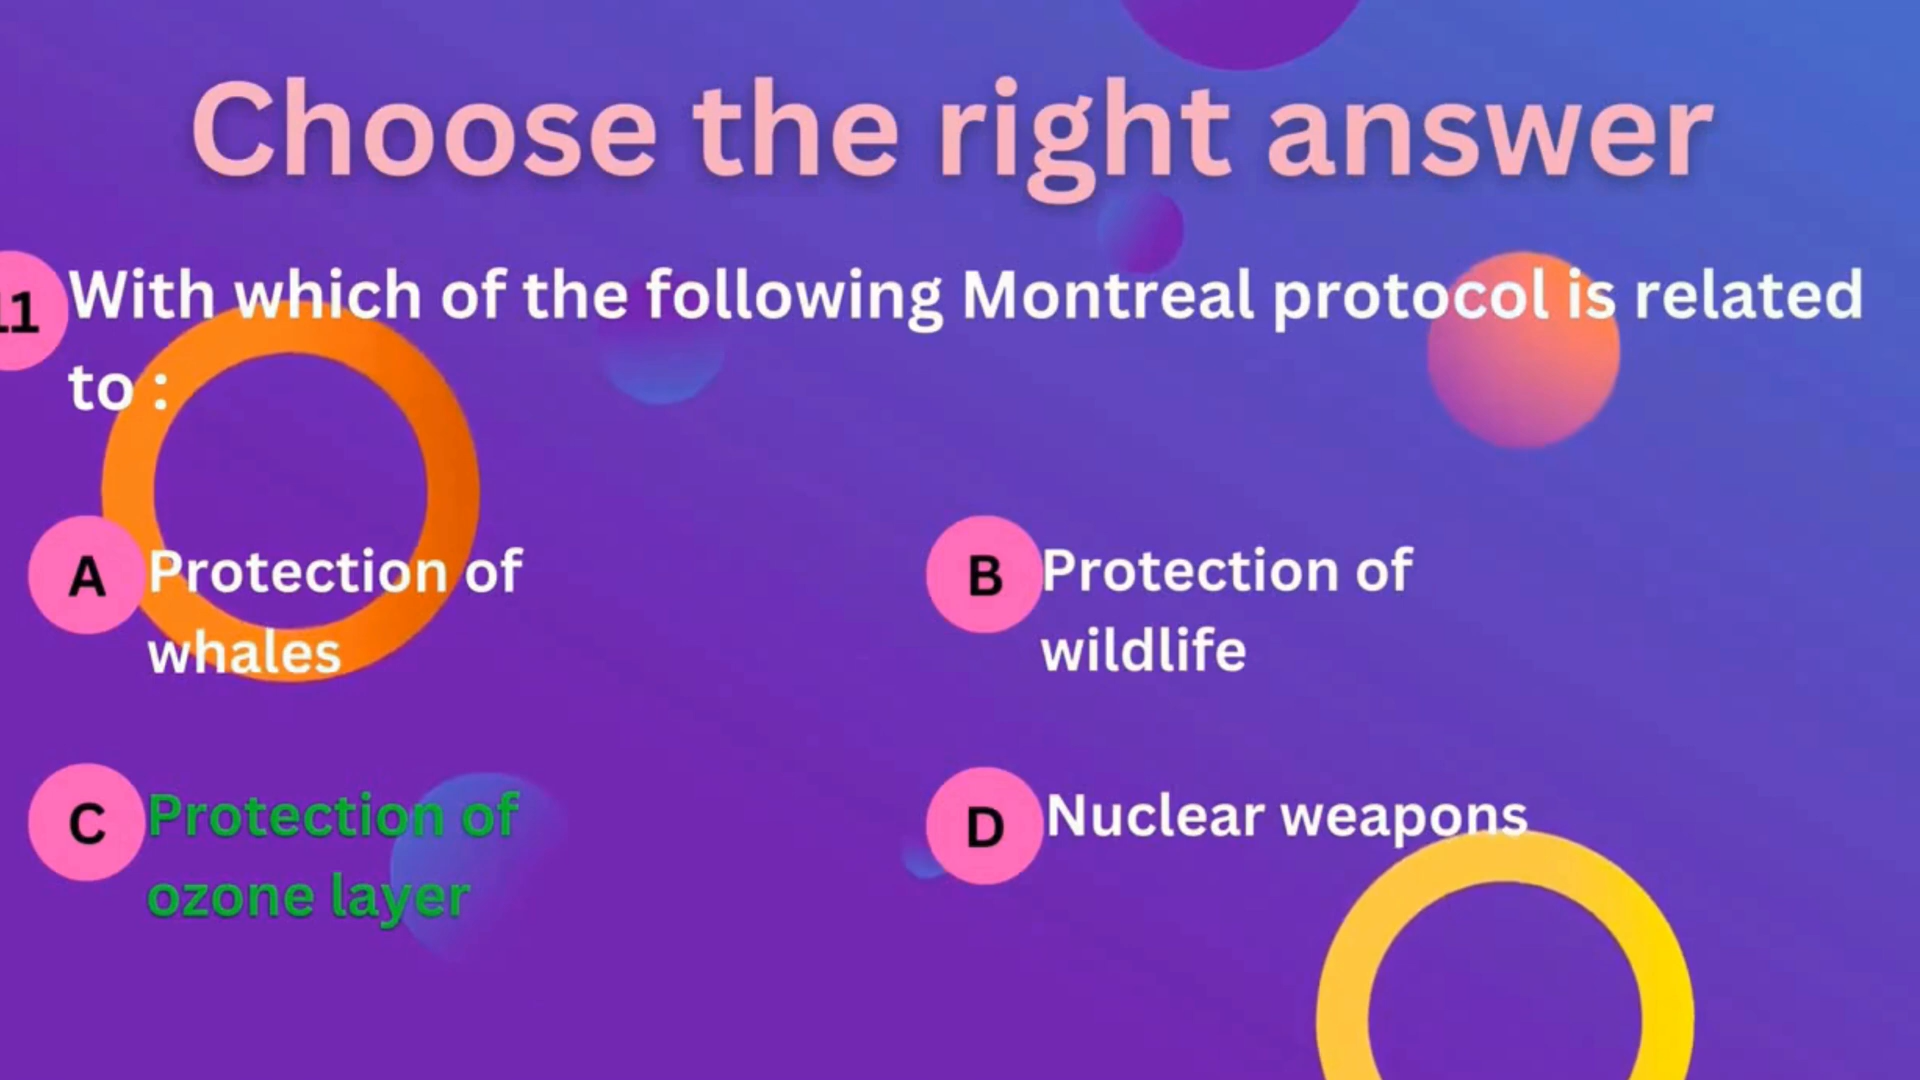 Choose the right answer
11 With which of the following Montreal protocol is related
to :
A Protection of
whales
B Protection of
wildlife
C Protection of
ozone layer
D Nuclear weapons